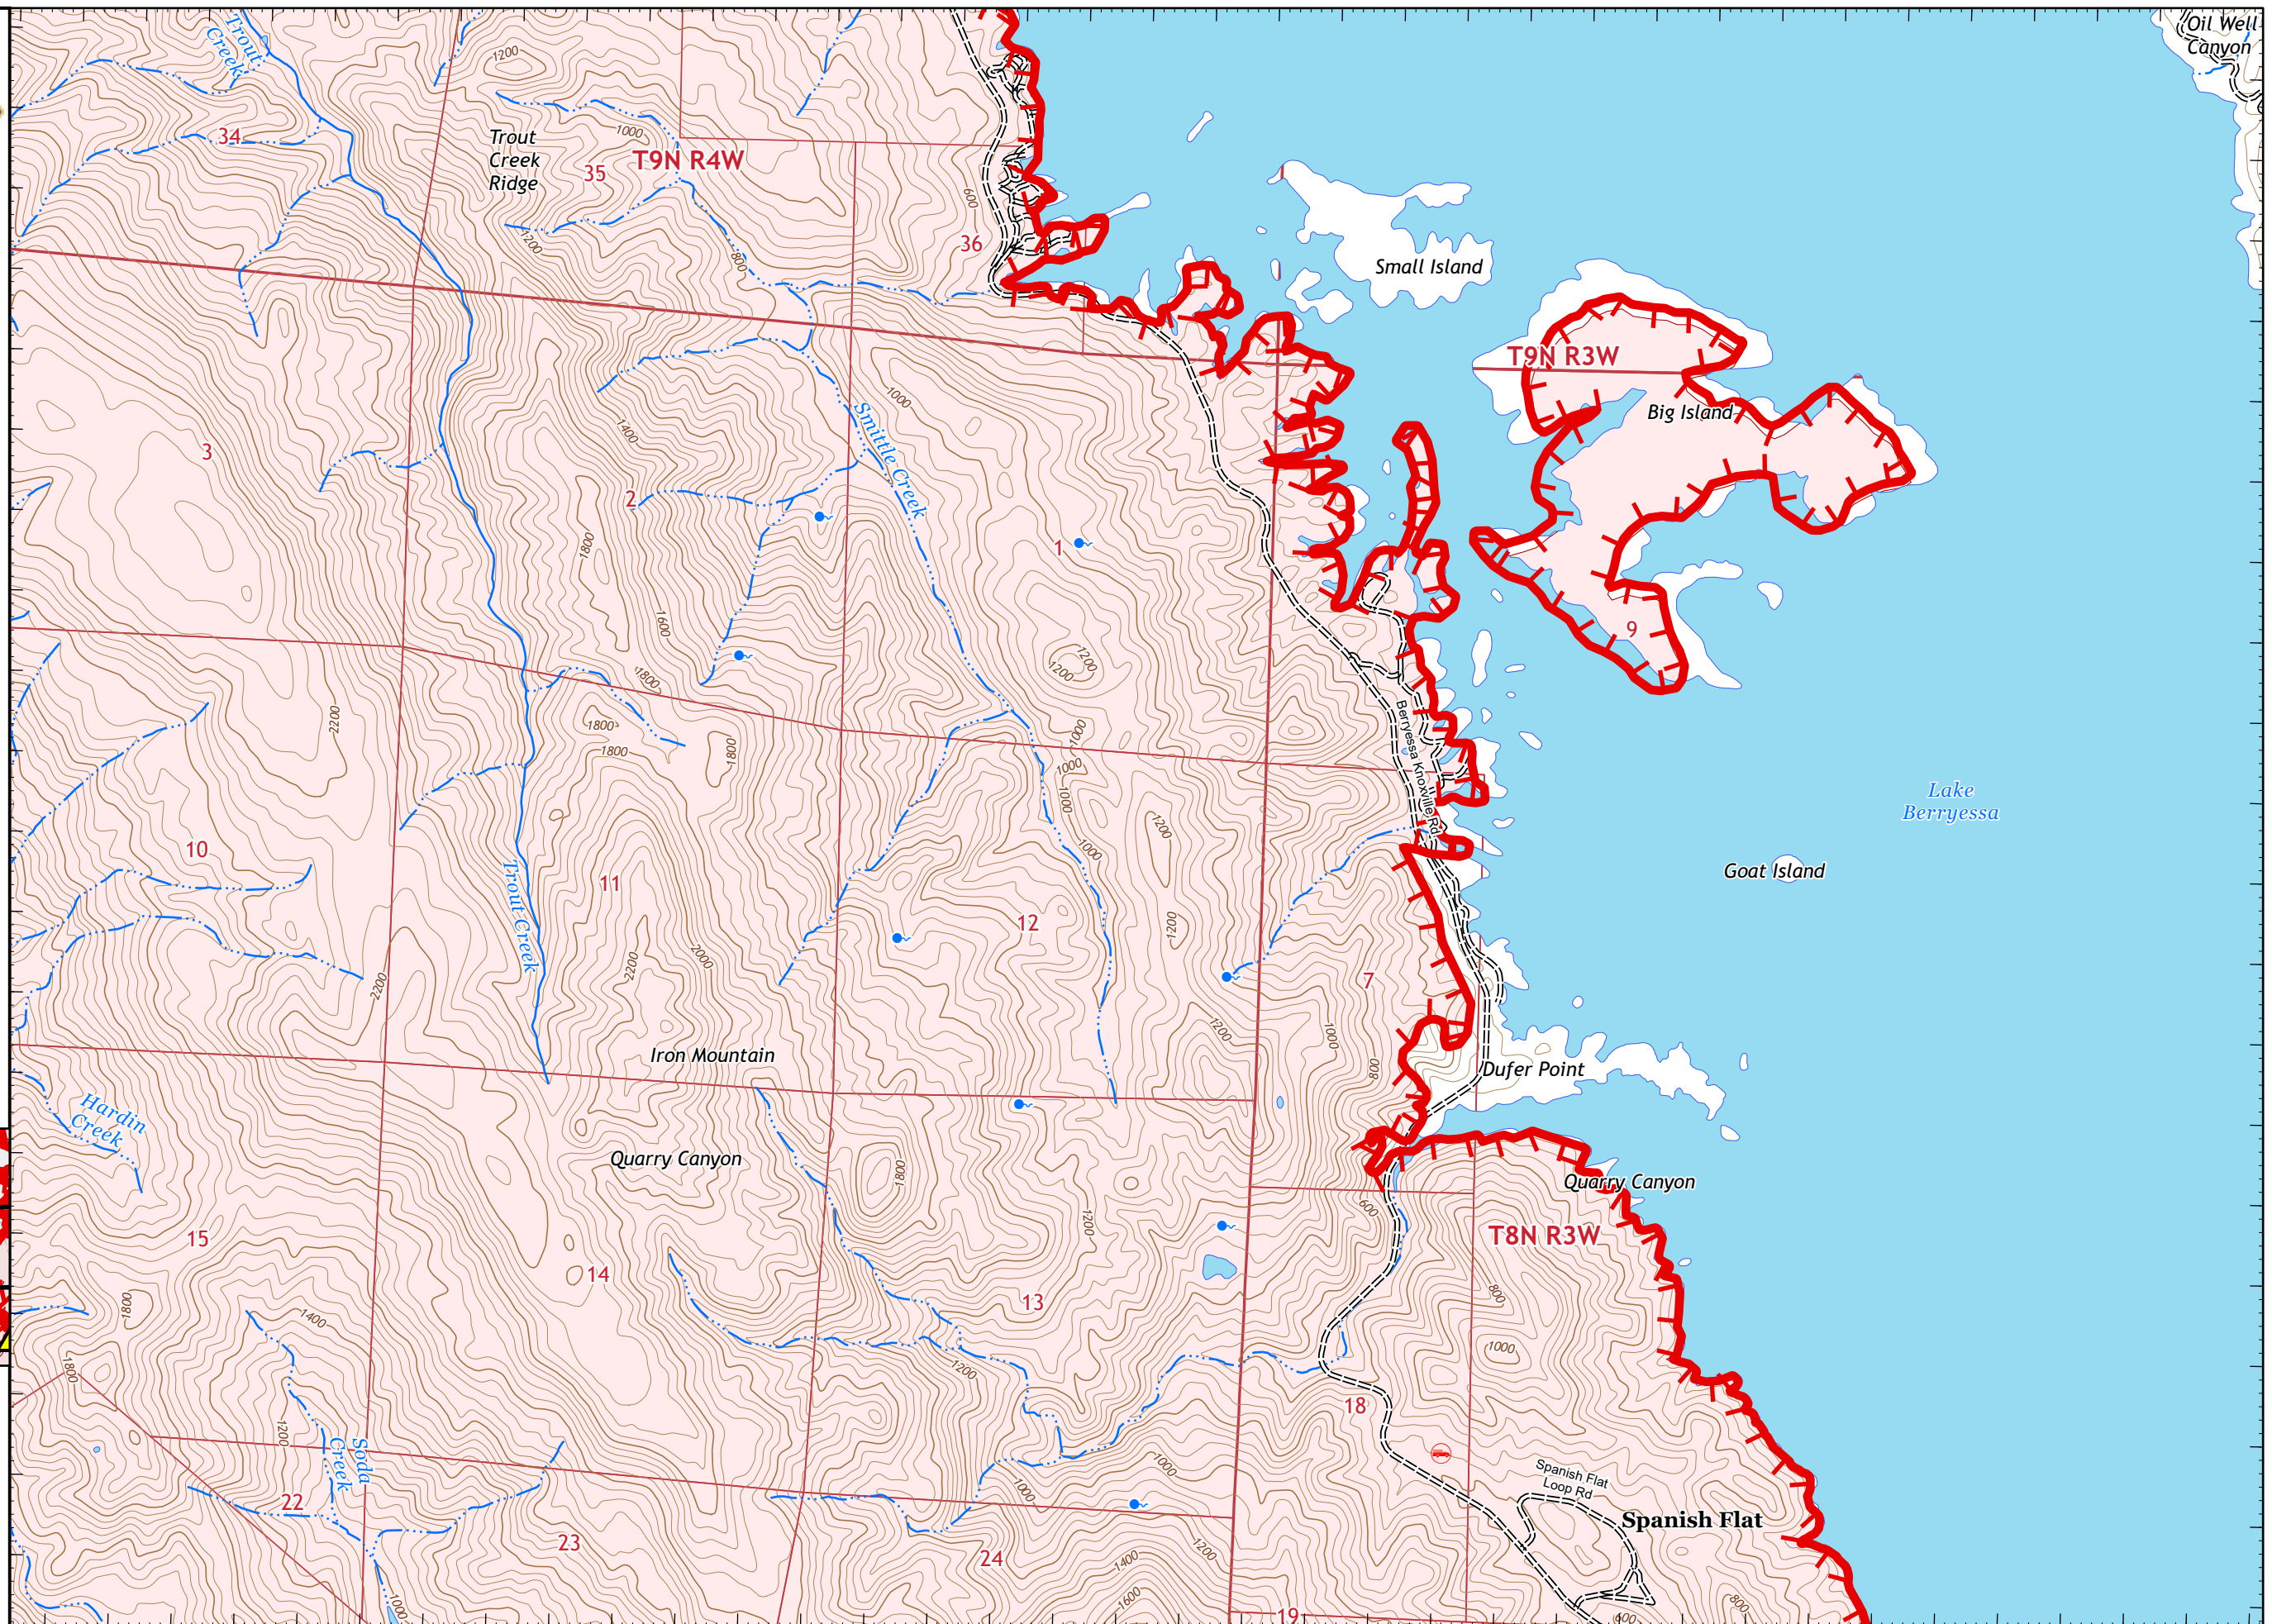 Oil Well
Canyon
Trout
Creek
1200
34
Trout
Creek
Ridge
1000
35
T9N R4W
600
36
1200
800
Small Island
T9N R3W
Big Island
1000
1400
Smittle Creek
3
2
1800
1
1600
9
1200
1200
1800
2200
1800
1800
1800
1000
1000
1000
Berryessa Knoxville Rd
Lake
Berryessa
1200
1000
10
11
Goat Island
Trout Creek
12
1200
2200
2000
2200
7
1200
1000
800
Iron Mountain
Dufer Point
Hardin
Creek
Quarry Canyon
1800
Quarry Canyon
600
1200
T8N R3W
15
14
13
1800
1400
800
1000
1800
1200
18
1200
Soda
Creek
1000
1000
Spanish Flat
Loop Rd
22
Spanish Flat
23
24
1200
1400
1600
1000
19
600
800